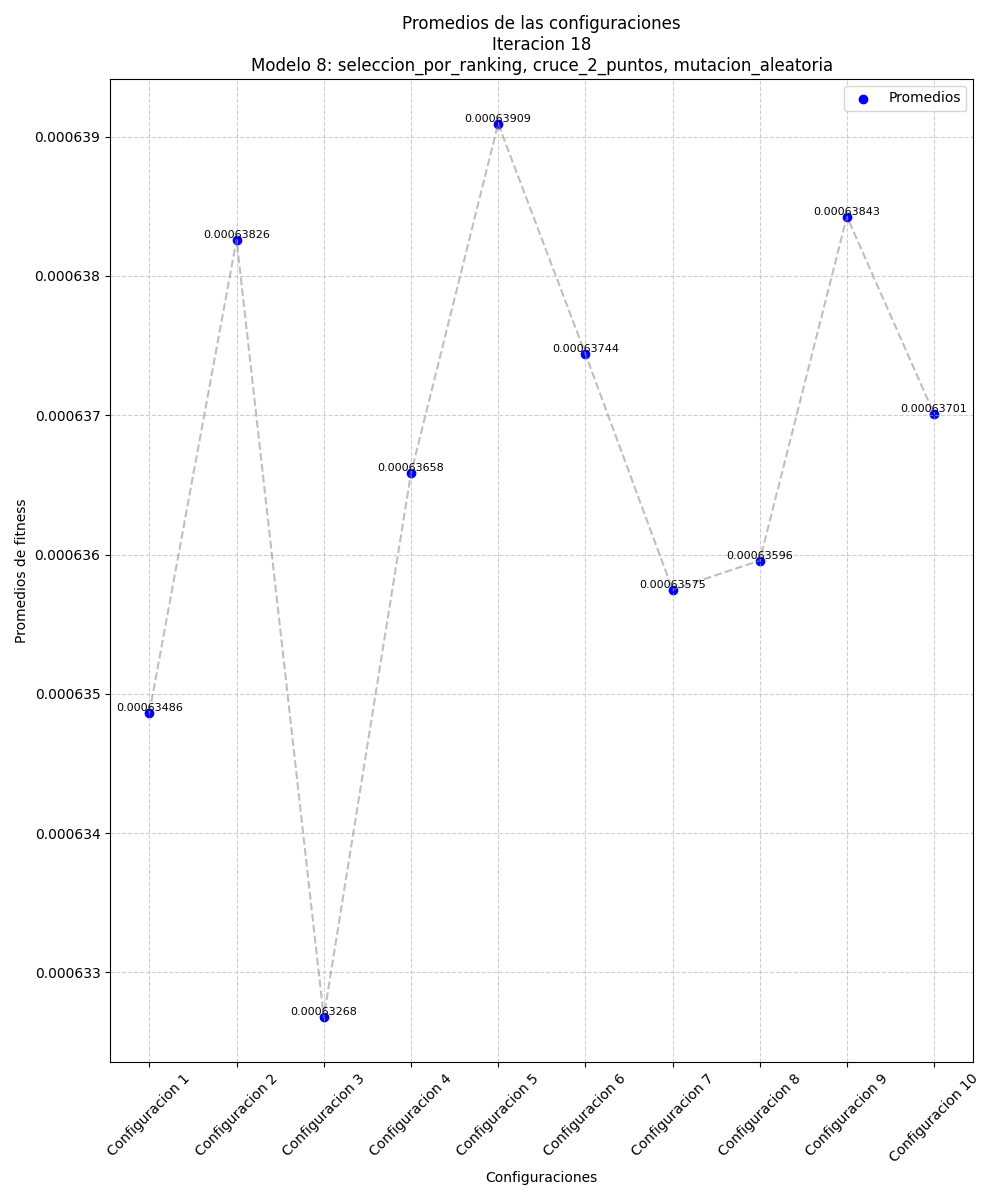 Promedios de las configuraciones
Iteracion 18
Modelo 8: seleccion_por_ranking, cruce_2_puntos, mutacion_aleatoria
Promedios
0.000639
0.000638
0.000637
0.000636
0.000635
0.000634
0.000633
Promedios de fitness
0.00063486
0.00063826
0.00063268
0.00063658
0.00063909
0.00063744
0.00063575
0.00063596
0.00063843
0.00063701
Configuracion 1
Configuracion 2
Configuracion 3
Configuracion 4
Configuracion 5
Configuracion 6
Configuracion 7
Configuracion 8
Configuracion 9
Configuracion 10
Configuraciones